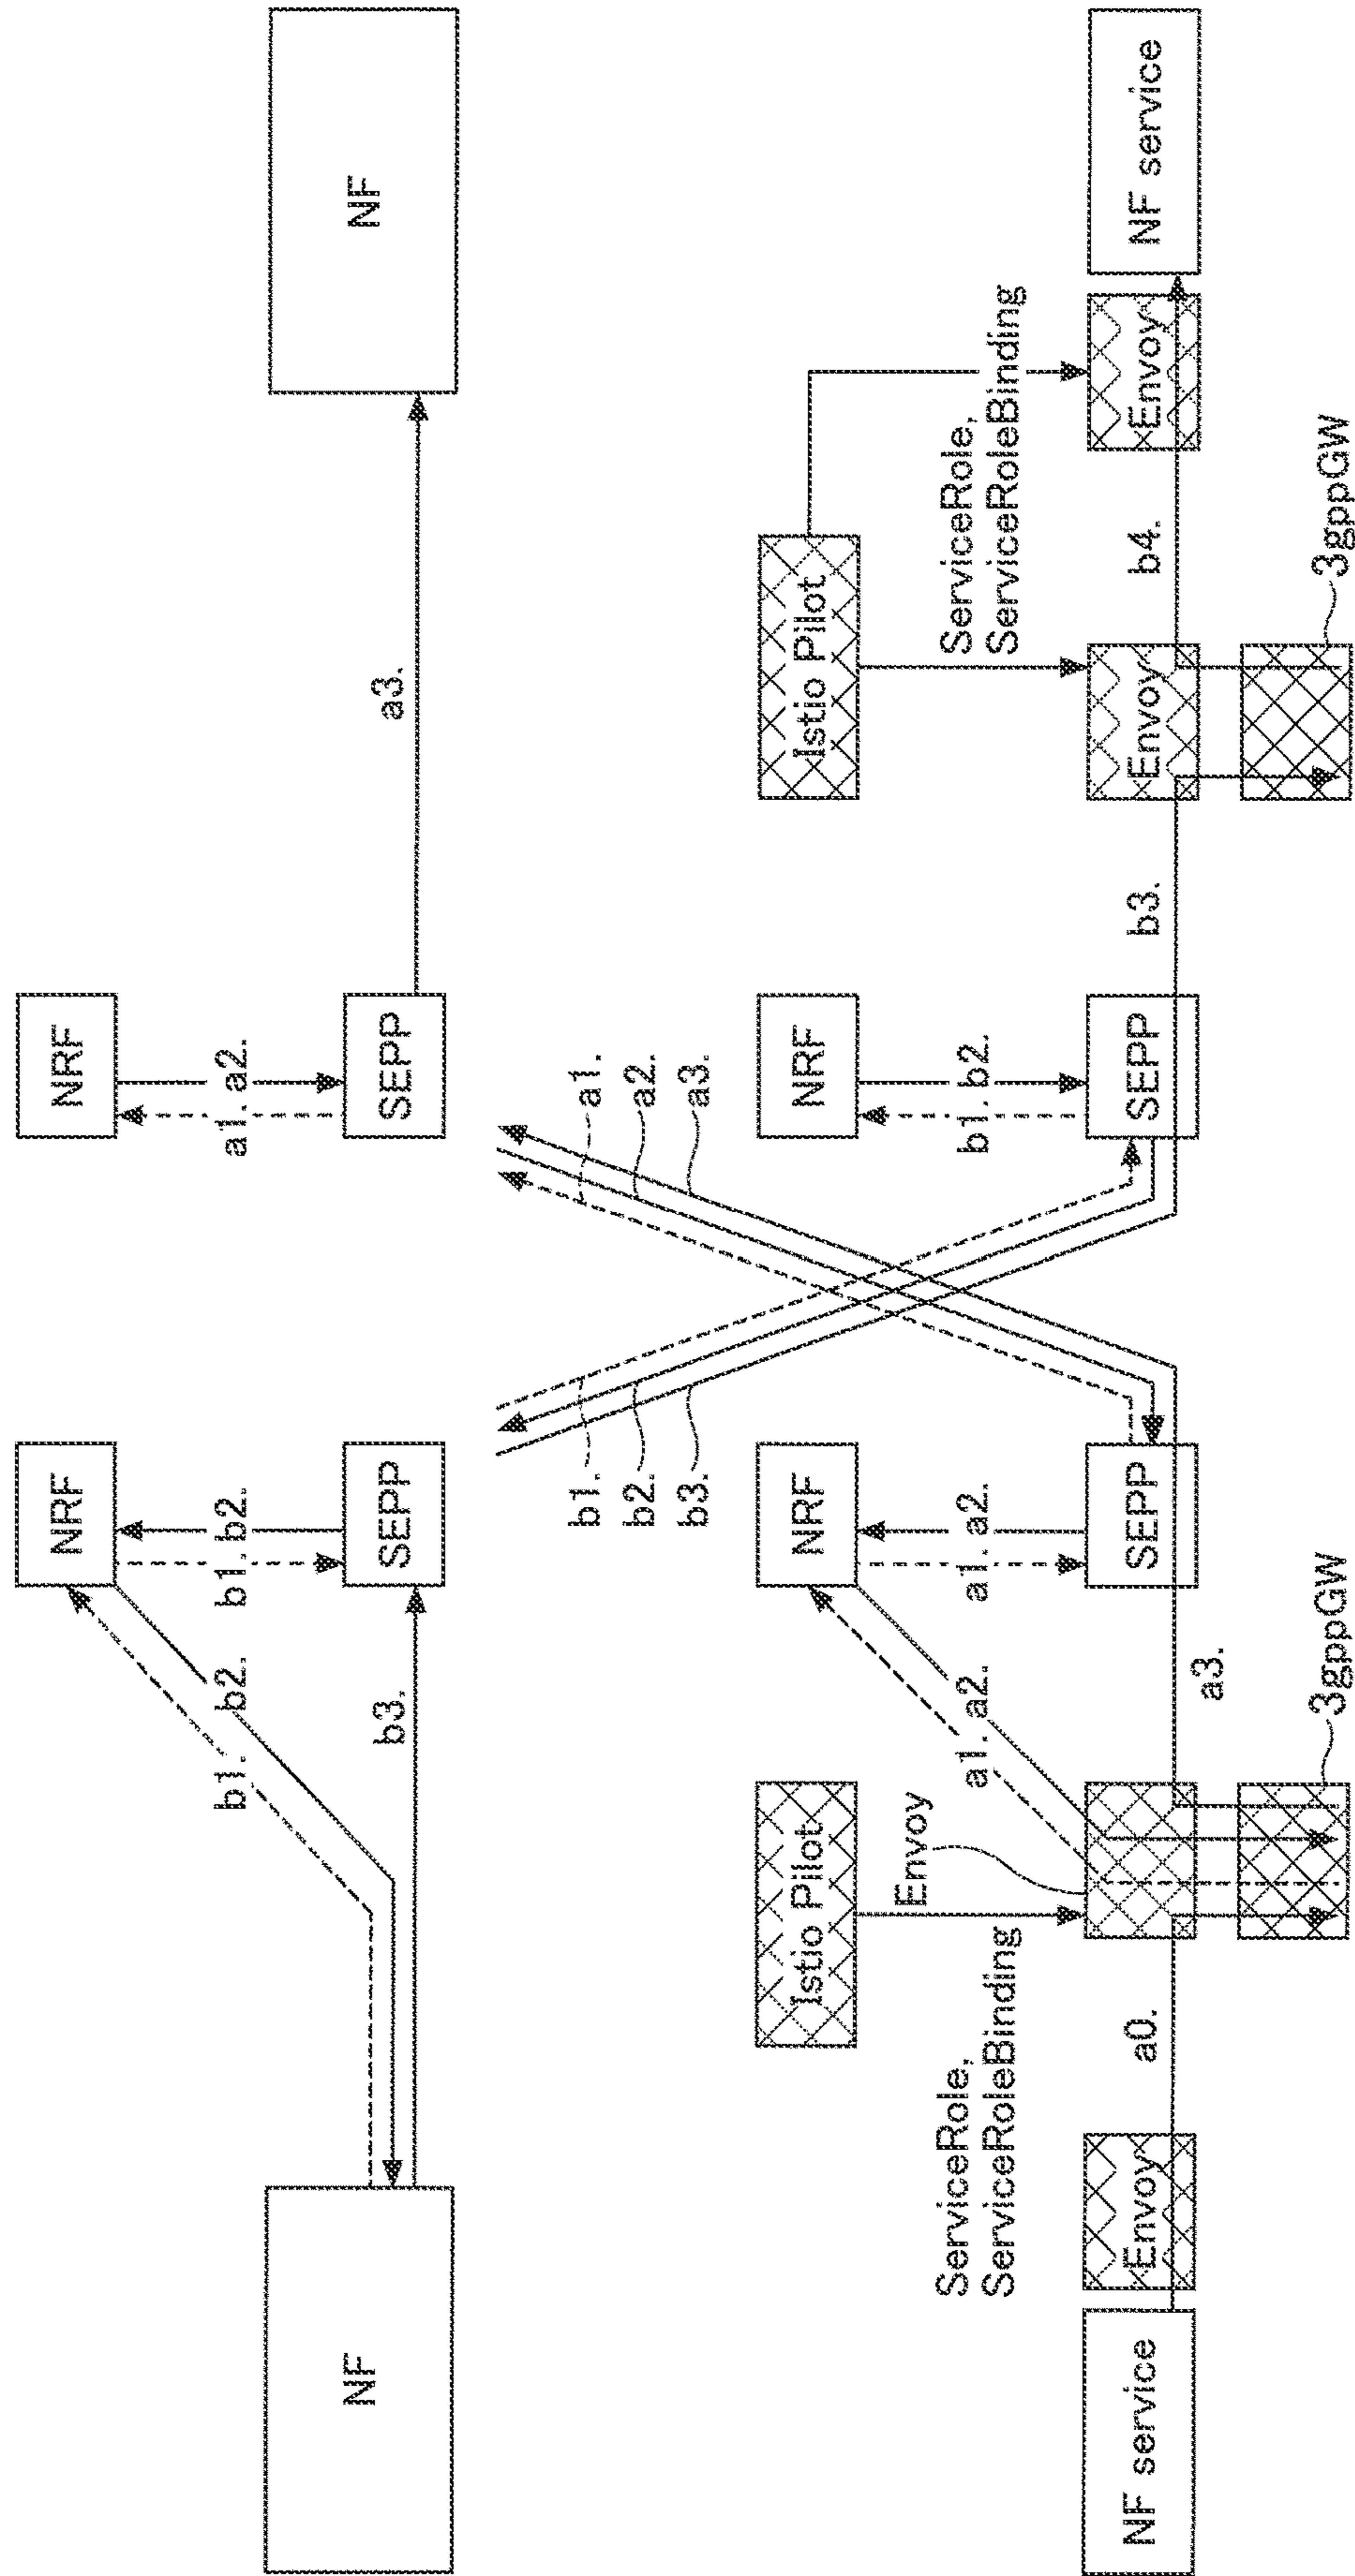 NRF
NRF
b1. b2.
b1. b2.
a1. a2.
NF
b3.
SEPP
SEPP
a3.
NF
b1.
b2.
b3.
a1.
a2.
a3.
Istio Pilot
NRF
NRF
Istio Pilot
ServiceRole,
ServiceRoleBinding
Envoy
a1. a2.
a1. a2.
b1. b2.
ServiceRole,
ServiceRoleBinding
NF service
Envoy
a0.
a3.
SEPP
SEPP
b3.
Envoy
b4.
Envoy
NF service
3gppGW
3gppGW